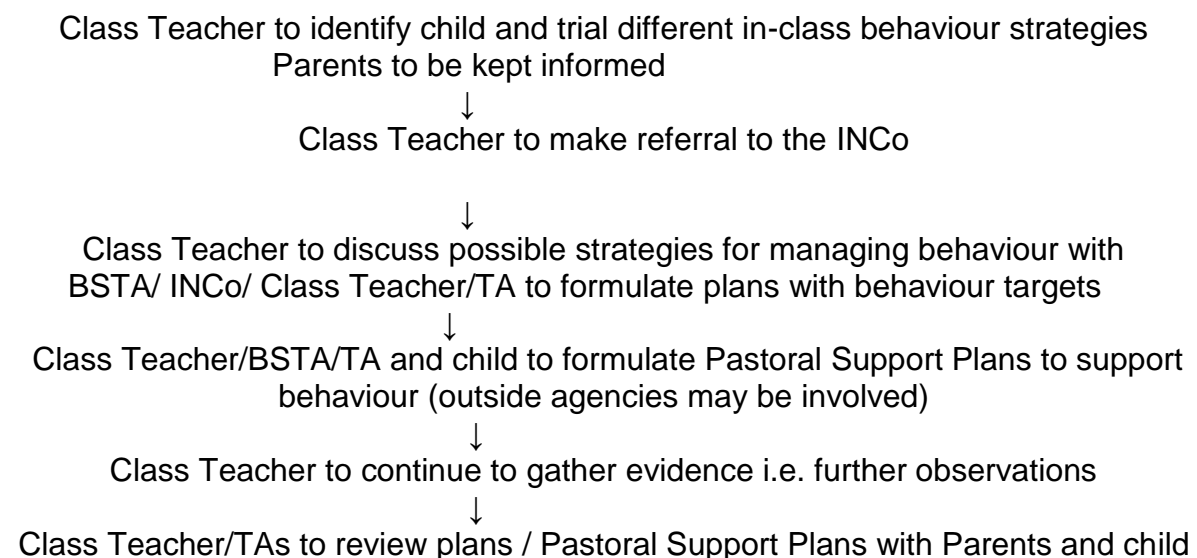 Class Teacher to identify child and trial different in-class behaviour strategies
Parents to be kept informed
↓
Class Teacher to make referral to the INCo
↓
Class Teacher to discuss possible strategies for managing behaviour with
BSTA/ INCo/ Class Teacher/TA to formulate plans with behaviour targets
↓
Class Teacher/BSTA/TA and child to formulate Pastoral Support Plans to support
behaviour (outside agencies may be involved)
↓
Class Teacher to continue to gather evidence i.e. further observations
↓
Class Teacher/TAs to review plans / Pastoral Support Plans with Parents and child